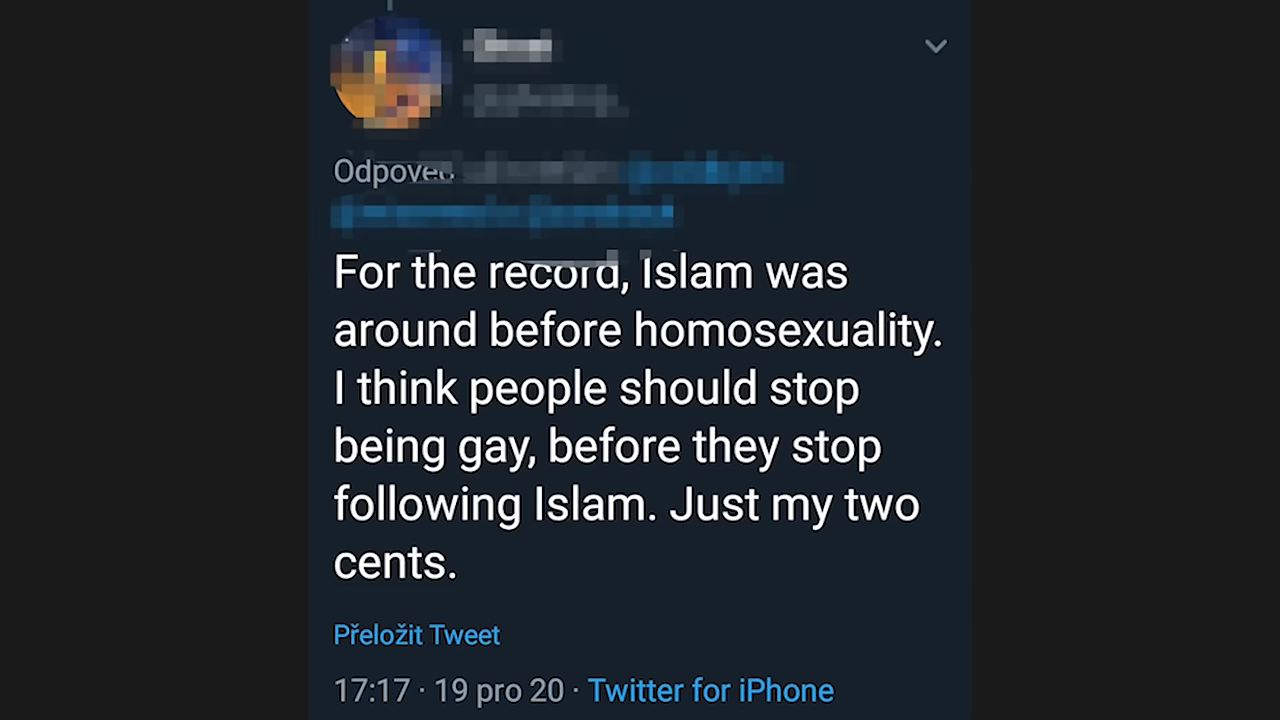 For the record, Islam was
around before homosexuality.
I think people should stop
being gay, before they stop
following Islam. Just my two
cents.
Přeložit Tweet
17:17 · 19 pro 20 · Twitter for iPhone